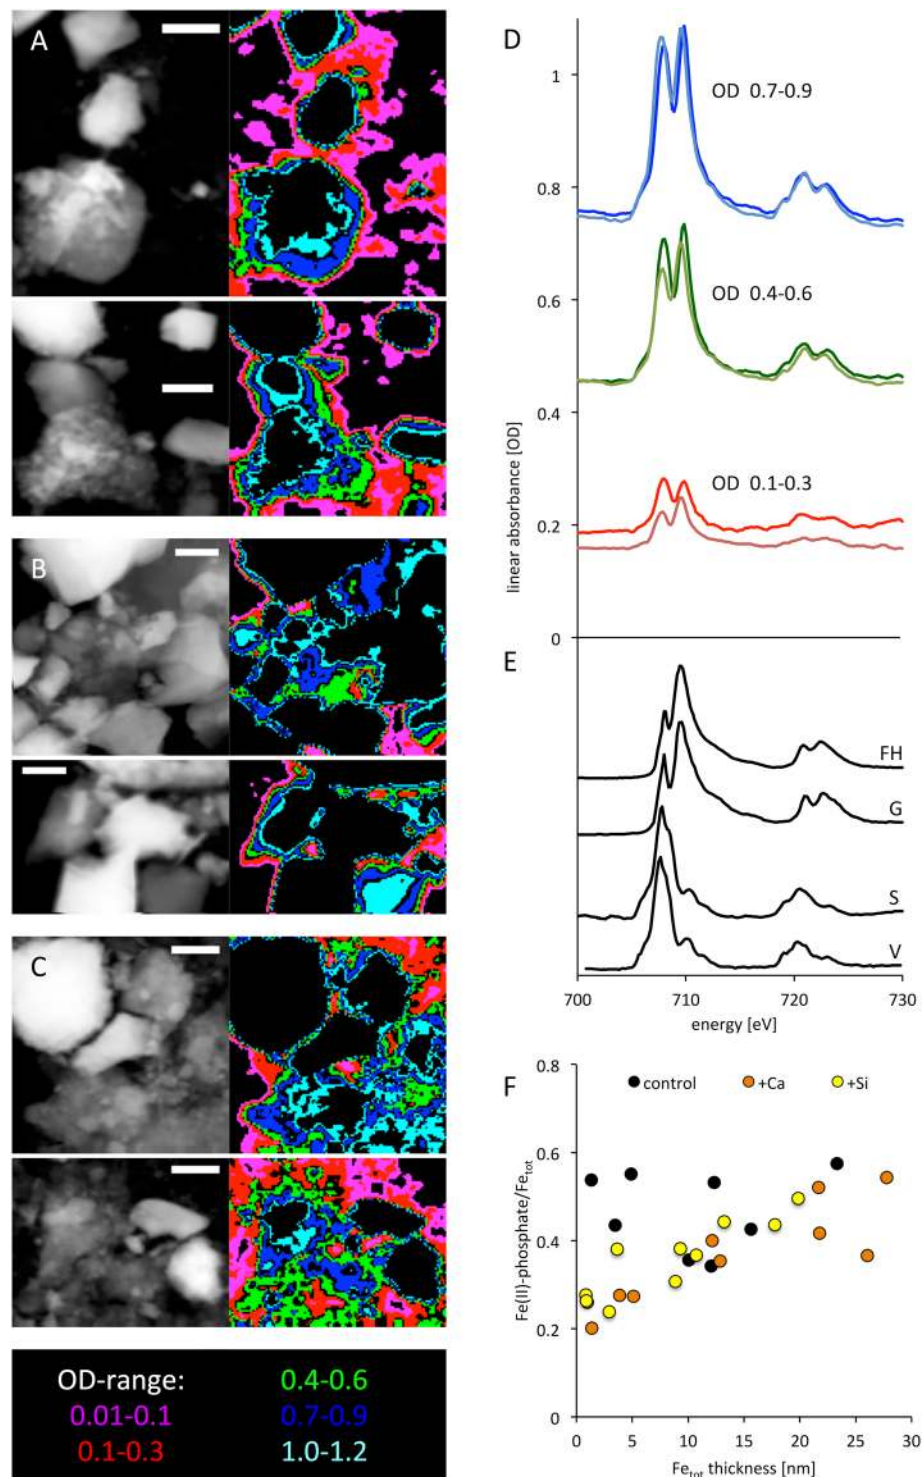 A
B
C
OD-range:
0.4-0.6
0.01-0.1
0.7-0.9
0.1-0.3
1.0-1.2
D
OD 0.7-0.9
OD 0.4-0.6
OD 0.1-0.3
1
0.8
0.6
0.4
0.2
0
linear absorbance [OD]
E
FH
G
S
V
700
710
720
730
energy [eV]
F
control
+Ca
+Si
0.8
0.6
0.4
0.2
0
Fe(II)-phosphate/Fetot
0
5
10
15
20
25
30
Fetot thickness [nm]